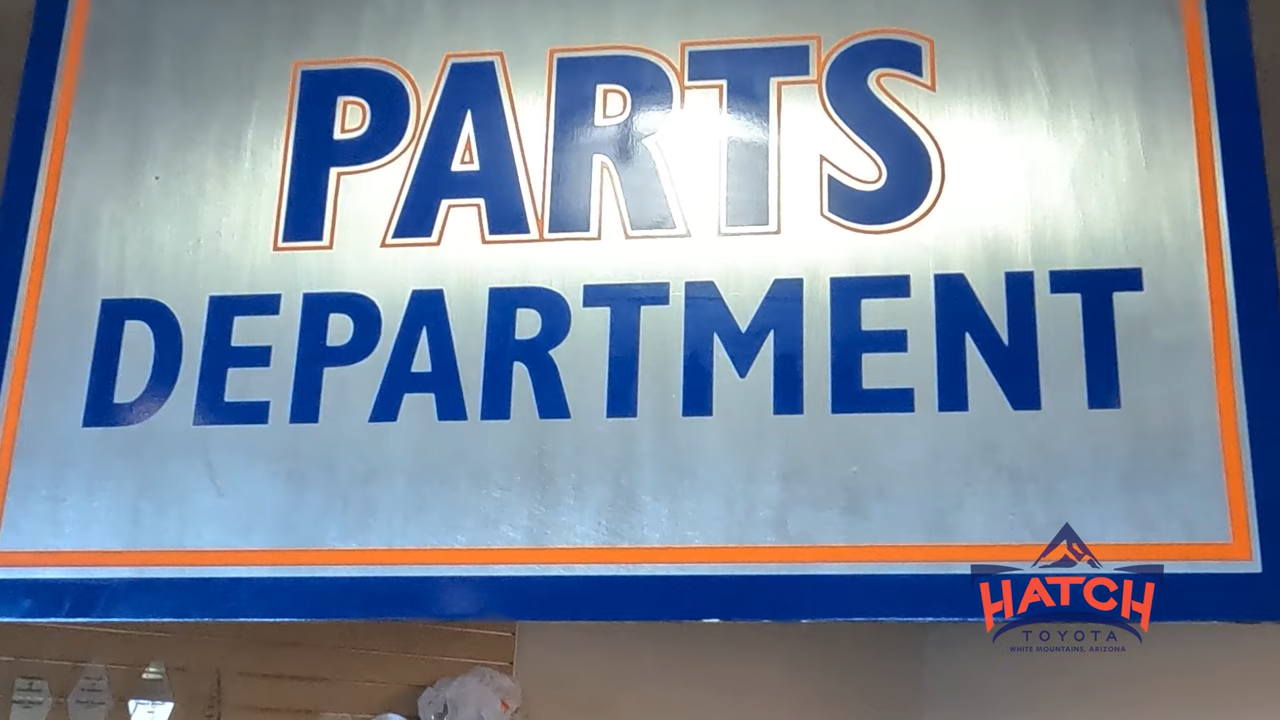 PARTS
DEPARTMENT
HATCH
TOYOTA
WHITE MOUNTAINS, ARIZONA